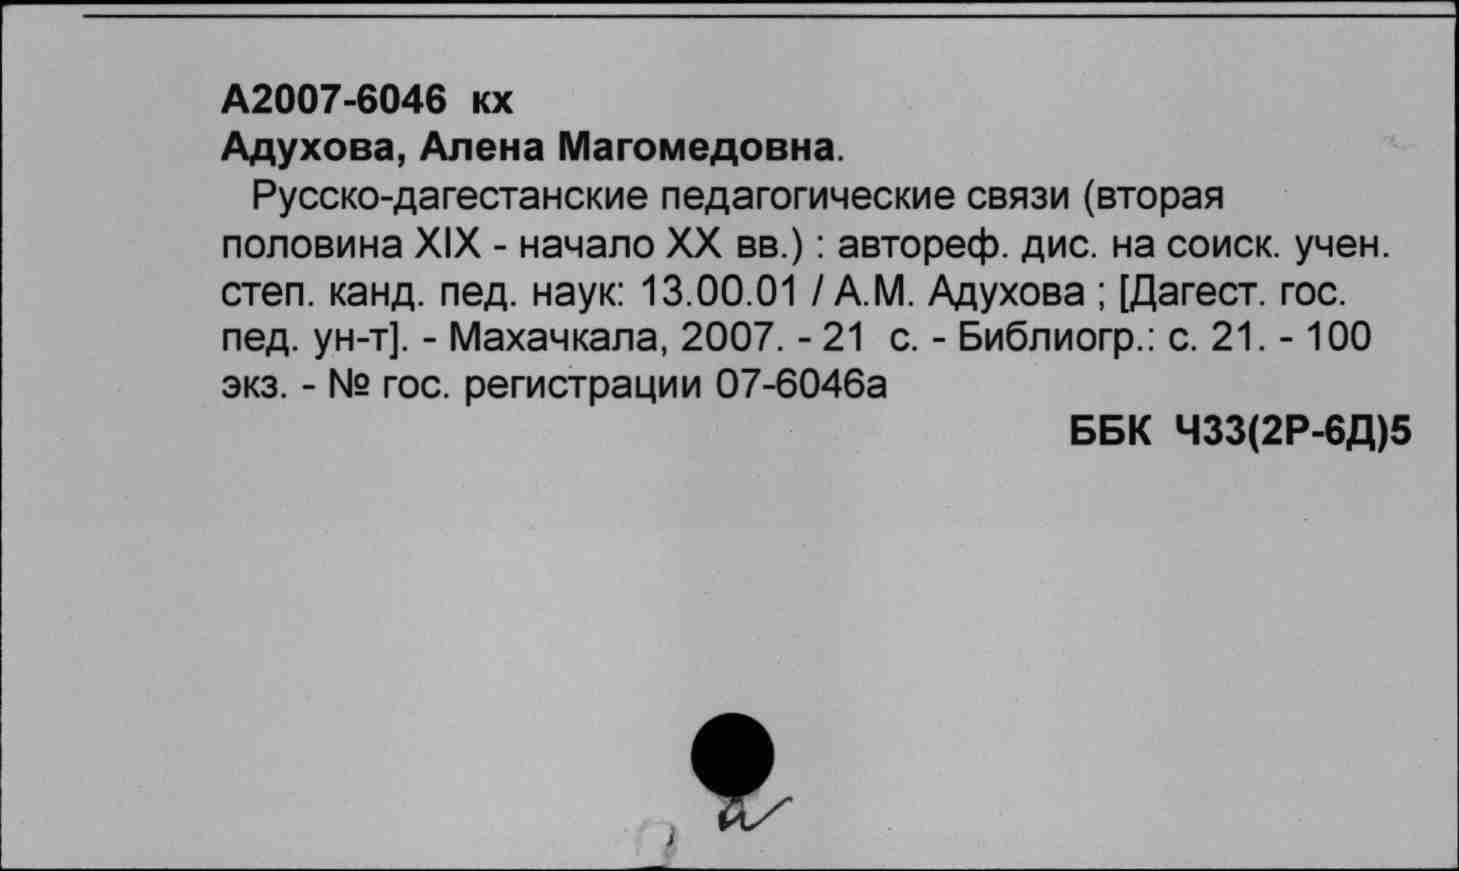 А2007-6046 кх
Адухова, Алена Магомедовна.
Русско-дагестанские педагогические связи (вторая
половина XIX - начало XX вв.) : автореф. дис. на соиск. учен.
степ. канд. пед. наук: 13.00.01 / А.М. Адухова ; [Дагест. гос.
пед. ун-т]. - Махачкала, 2007. - 21 с. - Библиогр.: с. 21. - 100
экз. - № гос. регистрации 07-6046а
ББК Ч33(2Р-6Д)5